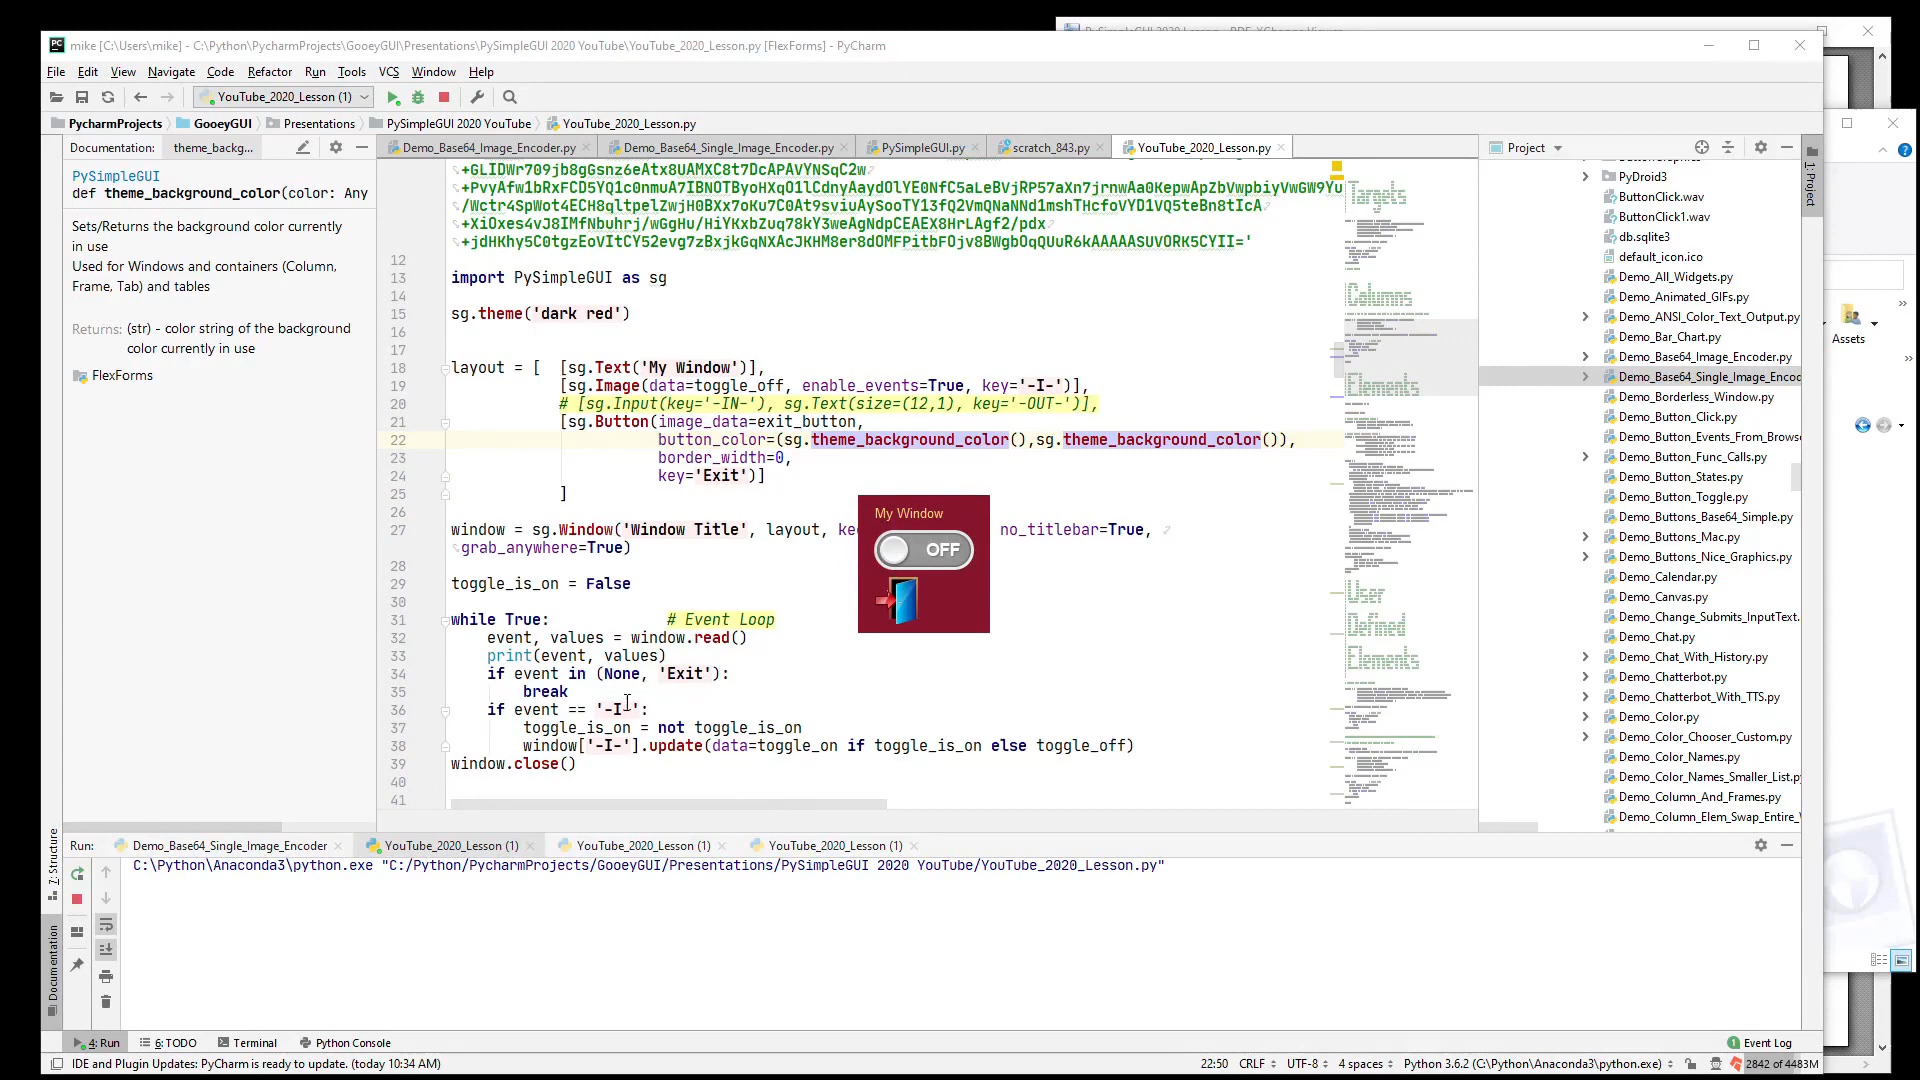 mike [C:\Users\mike] - C:\Python\PycharmProjects\GooeyGUI\Presentations\PySimpleGUI 2020 YouTube\YouTube_2020_Lesson.py [FlexForms] - PyCharm
File Edit View Navigate Code Refactor Run Tools VCS Window Help
YouTube_2020_Lesson (1)
PycharmProjects GooeyGUI Presentations PySimpleGUI 2020 YouTube YouTube_2020_Lesson.py
Documentation: theme_backg...
Demo_Base64_Image_Encoder.py Demo_Base64_Single_Image_Encoder.py PySimpleGUI.py scratch_843.py YouTube_2020_Lesson.py
Project
1: Project
PySimpleGUI
def theme_background_color(color: Any
Sets/Returns the background color currently
in use
Used for Windows and containers (Column,
Frame, Tab) and tables
Returns: (str) - color string of the background
color currently in use
FlexForms
12
13 import PySimpleGUI as sg
14
15 sg.theme('dark red')
16
17
18 layout = [ [sg.Text('My Window')],
19 [sg.Image(data=toggle_off, enable_events=True, key='-I-')],
20 # [sg.Input(key='-IN-'), sg.Text(size=(12,1), key='-OUT-')],
21 [sg.Button(image_data=exit_button,
22 button_color=(sg.theme_background_color(),sg.theme_background_color()),
23 border_width=0,
24 key='Exit')]
25 ]
26
27 window = sg.Window('Window Title', layout, no_titlebar=True,
grab_anywhere=True)
28
29 toggle_is_on = False
30
31 while True: # Event Loop
32 event, values = window.read()
33 print(event, values)
34 if event in (None, 'Exit'):
35 break
36 if event == '-I-':
37 toggle_is_on = not toggle_is_on
38 window['-I-'].update(data=toggle_on if toggle_is_on else toggle_off)
39 window.close()
40
41
My Window
OFF
PyDroid3
ButtonClick.wav
ButtonClick1.wav
db.sqlite3
default_icon.ico
Demo_All_Widgets.py
Demo_Animated_GIFs.py
Demo_ANSI_Color_Text_Output.py
Demo_Bar_Chart.py
Demo_Base64_Image_Encoder.py
Demo_Base64_Single_Image_Encod
Demo_Borderless_Window.py
Demo_Button_Click.py
Demo_Button_Events_From_Browse
Demo_Button_Func_Calls.py
Demo_Button_States.py
Demo_Button_Toggle.py
Demo_Buttons_Base64_Simple.py
Demo_Buttons_Mac.py
Demo_Buttons_Nice_Graphics.py
Demo_Calendar.py
Demo_Canvas.py
Demo_Change_Submits_InputText.
Demo_Chat.py
Demo_Chat_With_History.py
Demo_Chatterbot.py
Demo_Chatterbot_With_TTS.py
Demo_Color.py
Demo_Color_Chooser_Custom.py
Demo_Color_Names.py
Demo_Color_Names_Smaller_List.py
Demo_Column_And_Frames.py
Demo_Column_Elem_Swap_Entire_
Assets
Run: Demo_Base64_Single_Image_Encoder YouTube_2020_Lesson (1) YouTube_2020_Lesson (1) YouTube_2020_Lesson (1)
C:\Python\Anaconda3\python.exe "C:/Python/PycharmProjects/GooeyGUI/Presentations/PySimpleGUI 2020 YouTube/YouTube_2020_Lesson.py"
7: Structure
Documentation
4: Run 6: TODO Terminal Python Console 1 Event Log
IDE and Plugin Updates: PyCharm is ready to update. (today 10:34 AM) 22:50 CRLF UTF-8 4 spaces Python 3.6.2 (C:\Python\Anaconda3\python.exe) 2842 of 4483M